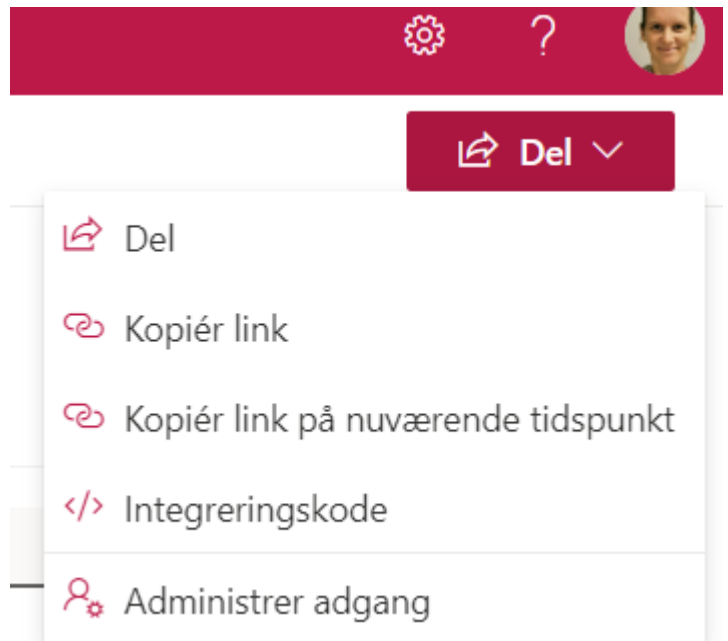 ?
Del
Del
Kopiér link
Kopiér link på nuværende tidspunkt
</> Integreringskode
Administrer adgang